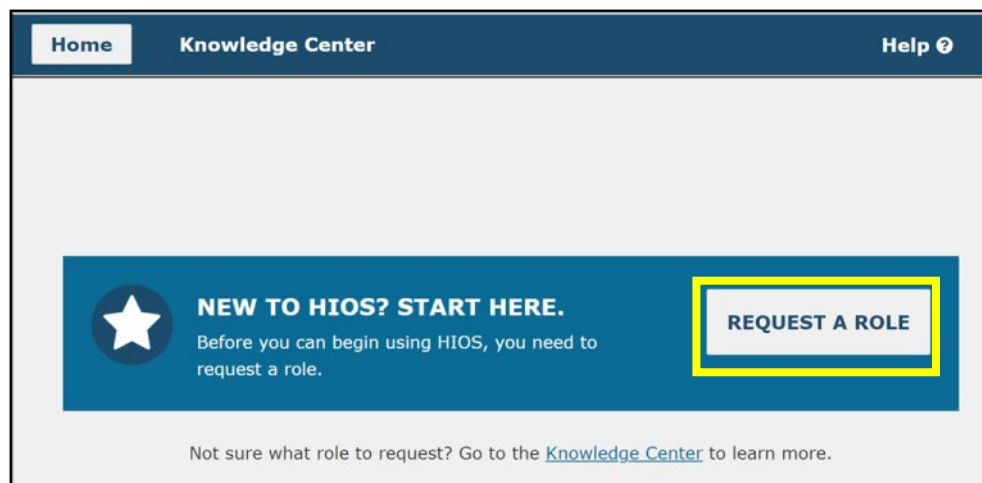 Home Knowledge Center Help
NEW TO HIOS? START HERE.
Before you can begin using HIOS, you need to
request a role.
REQUEST A ROLE
Not sure what role to request? Go to the Knowledge Center to learn more.